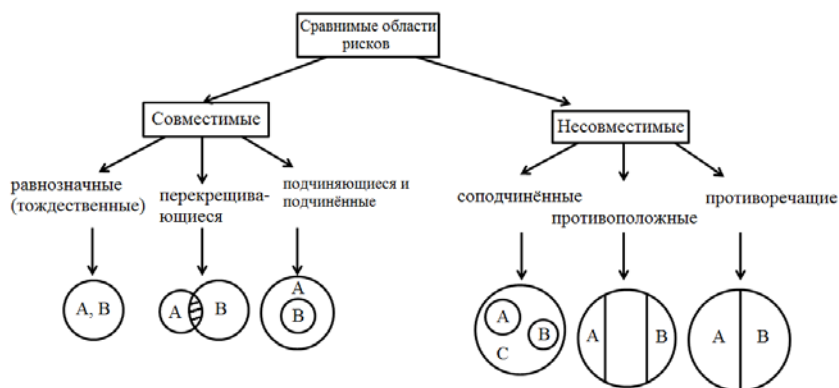 Сравнимые области
рисков
Совместимые
Несовместимые
равнозначные
(тождественные)
перекрещива-
ющиеся
подчиняющиеся и
подчинённые
соподчинённые
противоположные
противоречащие
A, B
A
B
A
B
A
B
C
A
B
A
B